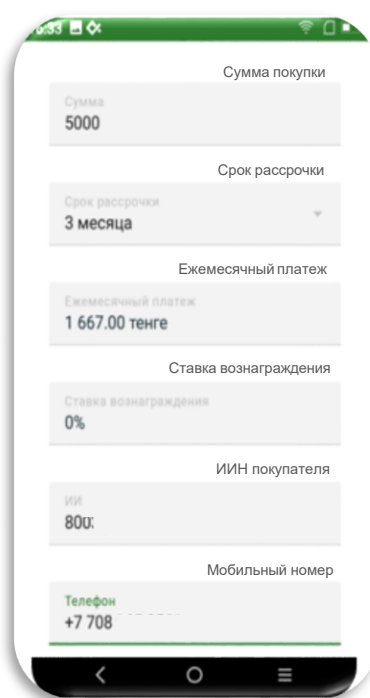 Сумма покупки
Сумма
5000
Срок рассрочки
Срок рассрочки
3 месяца
Ежемесячный платеж
Ежемесячный платеж
1 667.00 тенге
Ставка вознаграждения
Ставка вознаграждения
0%
ИИН покупателя
ИИ
800
Мобильный номер
Телефон
+7 708